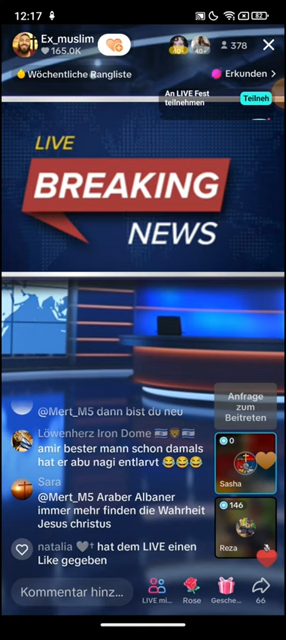 12:17
82
Ex_muslim
165.0K
40+
378
Wöchentliche Rangliste
Erkunden >
An LIVE Fest
teilnehmen
Teilneh
LIVE
BREAKING
NEWS
@Mert_M5 dann bist du neu
Anfrage
zum
Beitreten
Löwenherz Iron Dome 🇮🇱🦁🇮🇱
amir bester mann schon damals
hat er abu nagi entlarvt 😂😂😂
0
Sasha
Sara
@Mert_M5 Araber Albaner
immer mehr finden die Wahrheit
Jesus christus
146
Reza
natalia 🩶† hat dem LIVE einen
Like gegeben
Kommentar hinz...
LIVE mi...
Rose
Gesche...
66